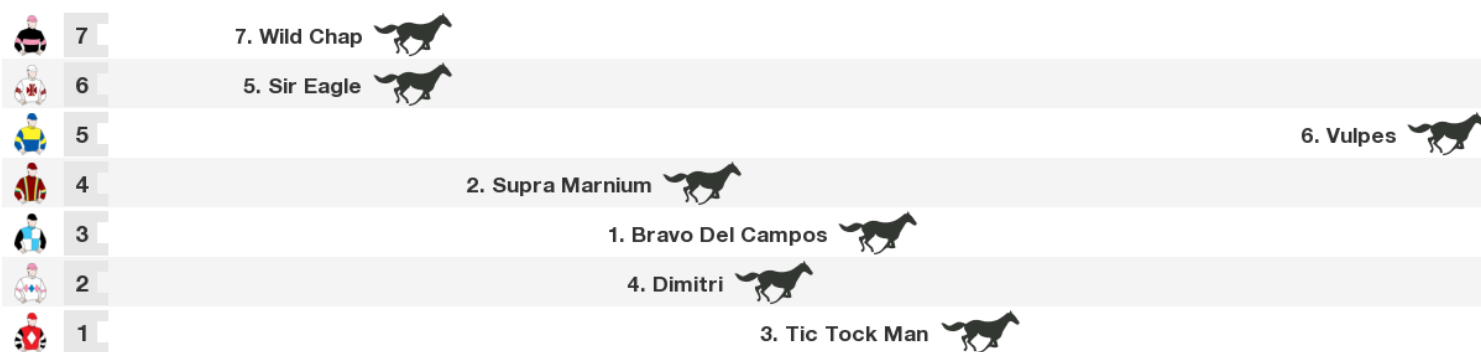 7 7. Wild Chap
6 5. Sir Eagle
5 6. Vulpes
4 2. Supra Marnium
3 1. Bravo Del Campos
2 4. Dimitri
1 3. Tic Tock Man